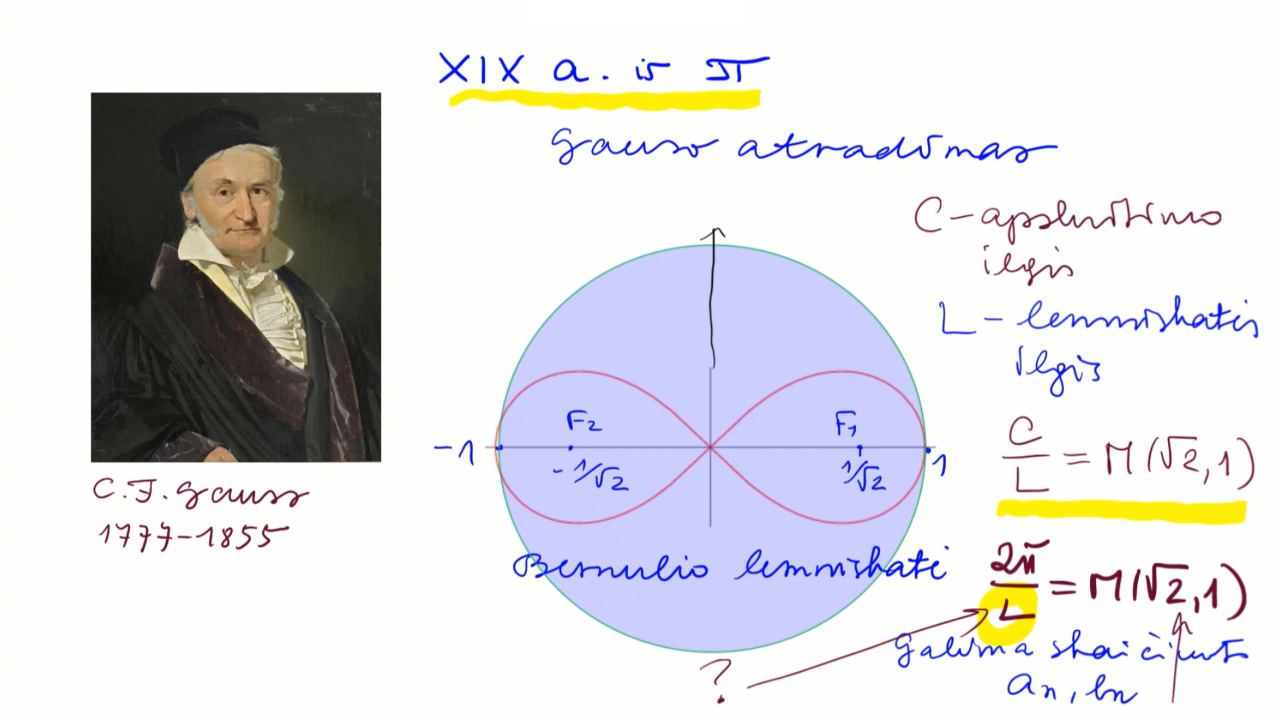 XIX a. ir π
Gauso atradimas
C - apskritimo
ilgis
L - lemniskatės
ilgis
C/L = M(√2, 1)
F₂
F₁
-1
-1/√2
1/√2
1
C. F. Gauss
1777-1855
Bernulio lemniskatė
2π/L = M(√2, 1)
?
Galima skaičiuoti
an, bn